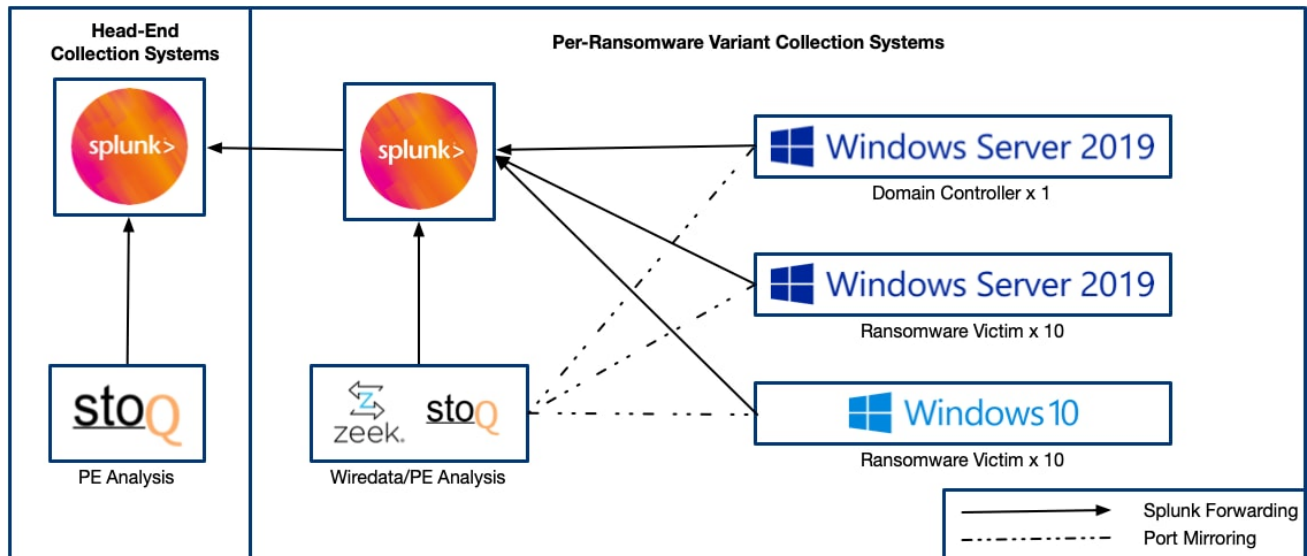 Head-End
Collection Systems
Per-Ransomware Variant Collection Systems
splunk>
splunk>
Windows Server 2019
Domain Controller x 1
Windows Server 2019
Ransomware Victim x 10
stoQ
PE Analysis
zeek®
stoQ
Wiredata/PE Analysis
Windows 10
Ransomware Victim x 10
Splunk Forwarding
Port Mirroring